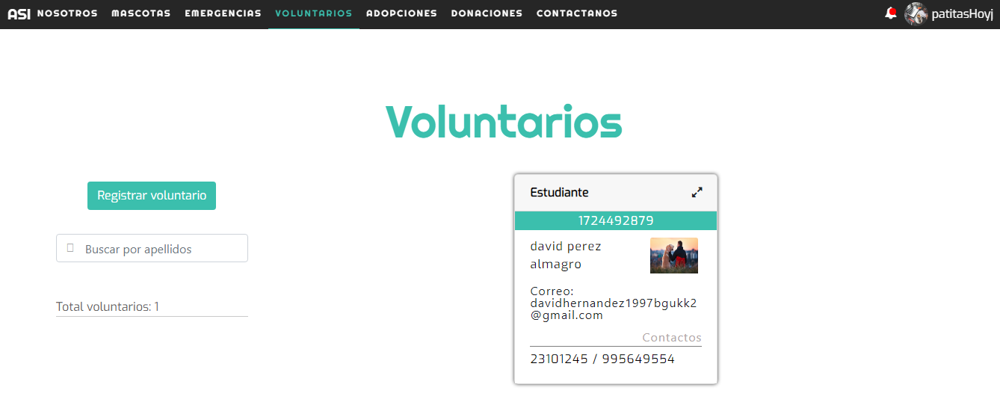 ASI NOSOTROS MASCOTAS EMERGENCIAS VOLUNTARIOS ADOPCIONES DONACIONES CONTACTANOS patitasHoyj
Voluntarios
Registrar voluntario
Buscar por apellidos
Total voluntarios: 1
Estudiante
1724492879
david perez
almagro
Correo:
davidhernandez1997bgukk2
@gmail.com
Contactos
23101245 / 995649554